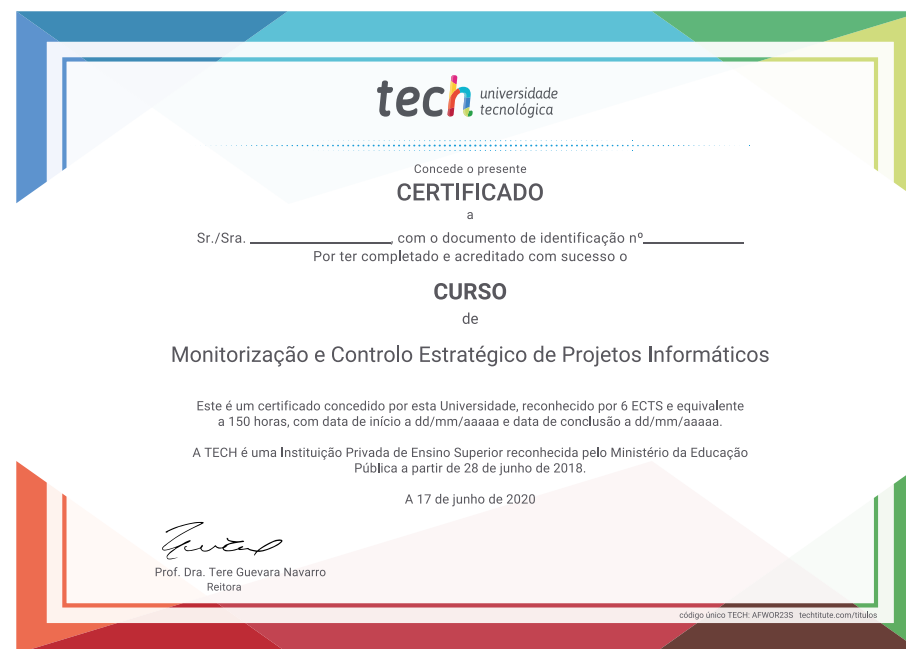 tech universidade
tecnológica
Concede o presente
CERTIFICADO
a
Sr./Sra. ____________________, com o documento de identificação nº______________
Por ter completado e acreditado com sucesso o
CURSO
de
Monitorização e Controlo Estratégico de Projetos Informáticos
Este é um certificado concedido por esta Universidade, reconhecido por 6 ECTS e equivalente
a 150 horas, com data de início a dd/mm/aaaaa e data de conclusão a dd/mm/aaaaa.
A TECH é uma Instituição Privada de Ensino Superior reconhecida pelo Ministério da Educação
Pública a partir de 28 de junho de 2018.
A 17 de junho de 2020
Prof. Dra. Tere Guevara Navarro
Reitora
código único TECH: AFWOR23S techtitute.com/titulos